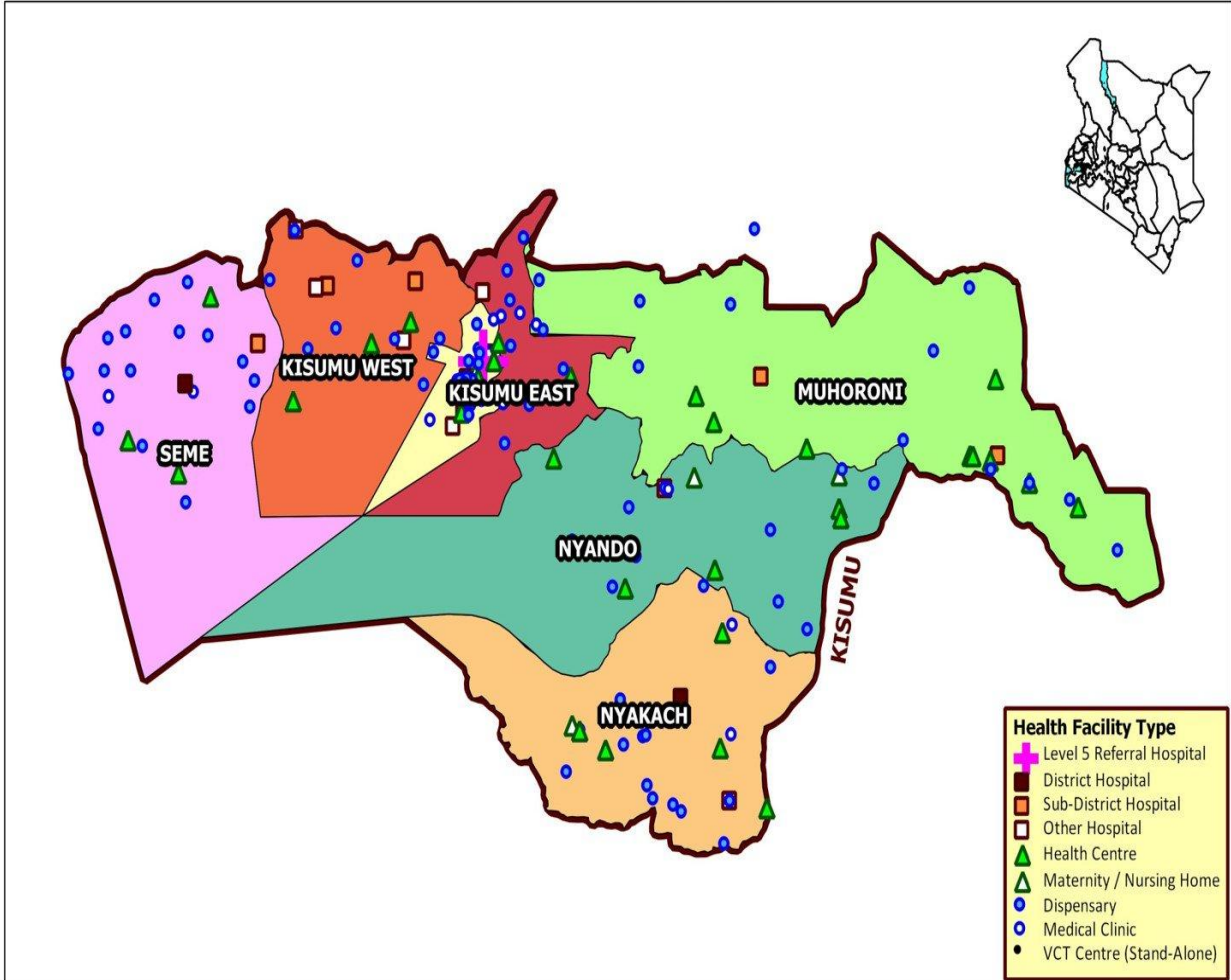 KISUMU WEST
KISUMU EAST
MUHORONI
SEME
NYANDO
KISUMU
NYAKACH
Health Facility Type
Level 5 Referral Hospital
District Hospital
Sub-District Hospital
Other Hospital
Health Centre
Maternity / Nursing Home
Dispensary
Medical Clinic
VCT Centre (Stand-Alone)